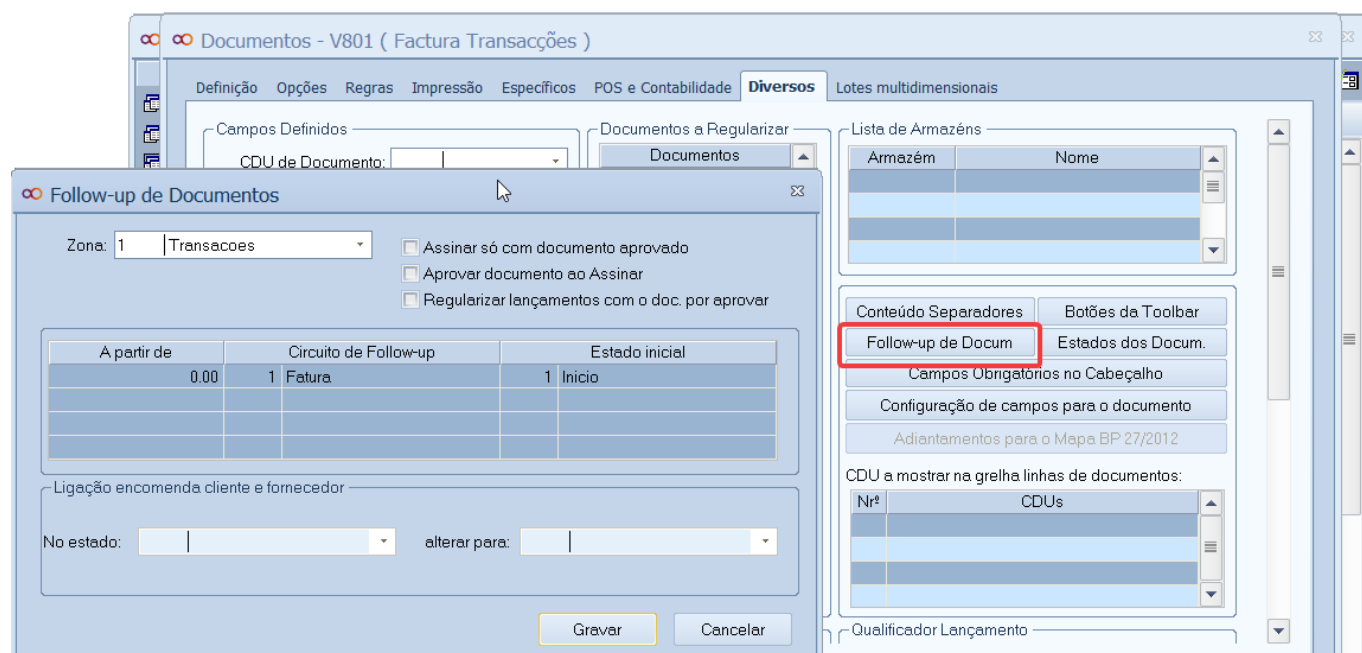 Documentos - V801 ( Factura Transacções )
Definição Opções Regras Impressão Específicos POS e Contabilidade Diversos Lotes multidimensionais
Campos Definidos
CDU de Documento:
Documentos a Regularizar
Documentos
Lista de Armazéns
Armazém Nome
Follow-up de Documentos
Zona: 1 Transacoes
Assinar só com documento aprovado
Aprovar documento ao Assinar
Regularizar lançamentos com o doc. por aprovar
A partir de Circuito de Follow-up Estado inicial
0.00 1 Fatura 1 Inicio
Ligação encomenda cliente e fornecedor
No estado: alterar para:
Gravar Cancelar
Conteúdo Separadores Botões da Toolbar
Follow-up de Docum Estados dos Docum.
Campos Obrigatórios no Cabeçalho
Configuração de campos para o documento
Adiantamentos para o Mapa BP 27/2012
CDU a mostrar na grelha linhas de documentos:
Nrº CDUs
Qualificador Lançamento